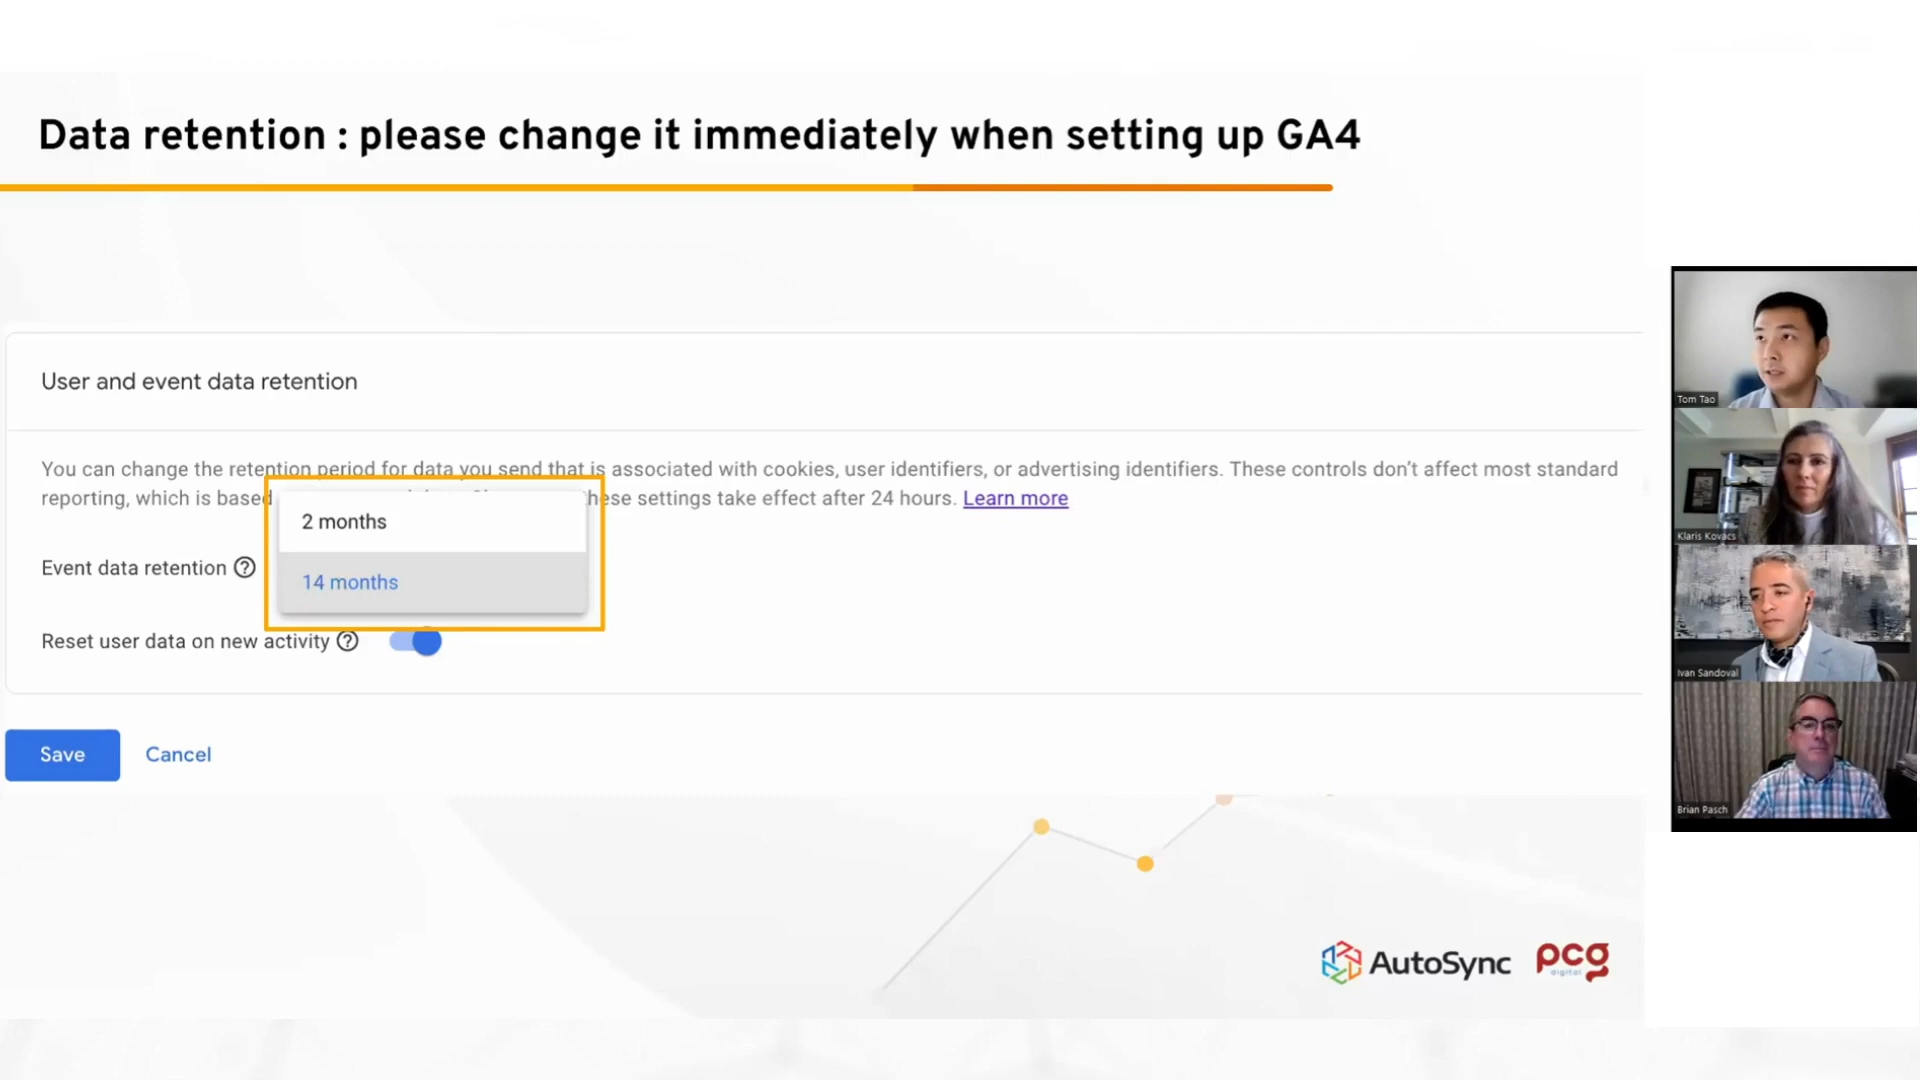 Data retention : please change it immediately when setting up GA4
User and event data retention
You can change the retention period for data you send that is associated with cookies, user identifiers, or advertising identifiers. These controls don't affect most standard
reporting, which is based these settings take effect after 24 hours. Learn more
2 months
Event data retention
14 months
Reset user data on new activity
Save
Cancel
AutoSync
pcg
digital
Tom Tao
Klaris Kovacs
Ivan Sandoval
Brian Pasch